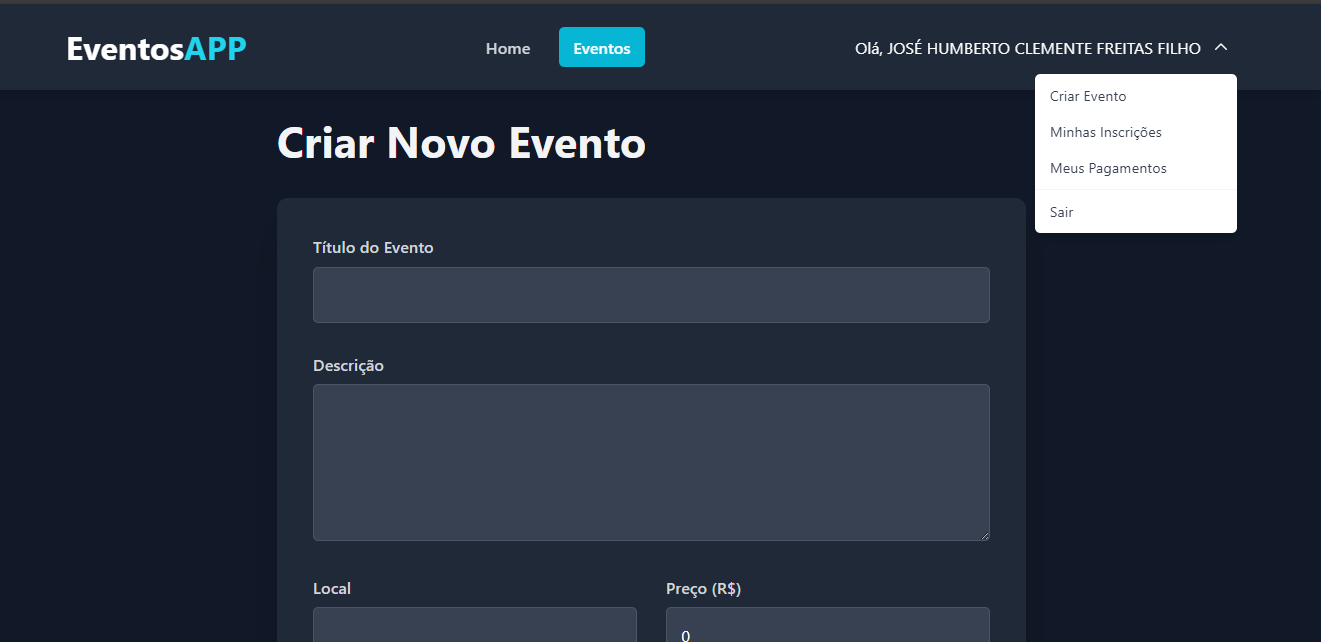 EventosAPP
Home
Eventos
Olá, JOSÉ HUMBERTO CLEMENTE FREITAS FILHO
Criar Evento
Minhas Inscrições
Meus Pagamentos
Sair
Criar Novo Evento
Título do Evento
Descrição
Local
Preço (R$)
0